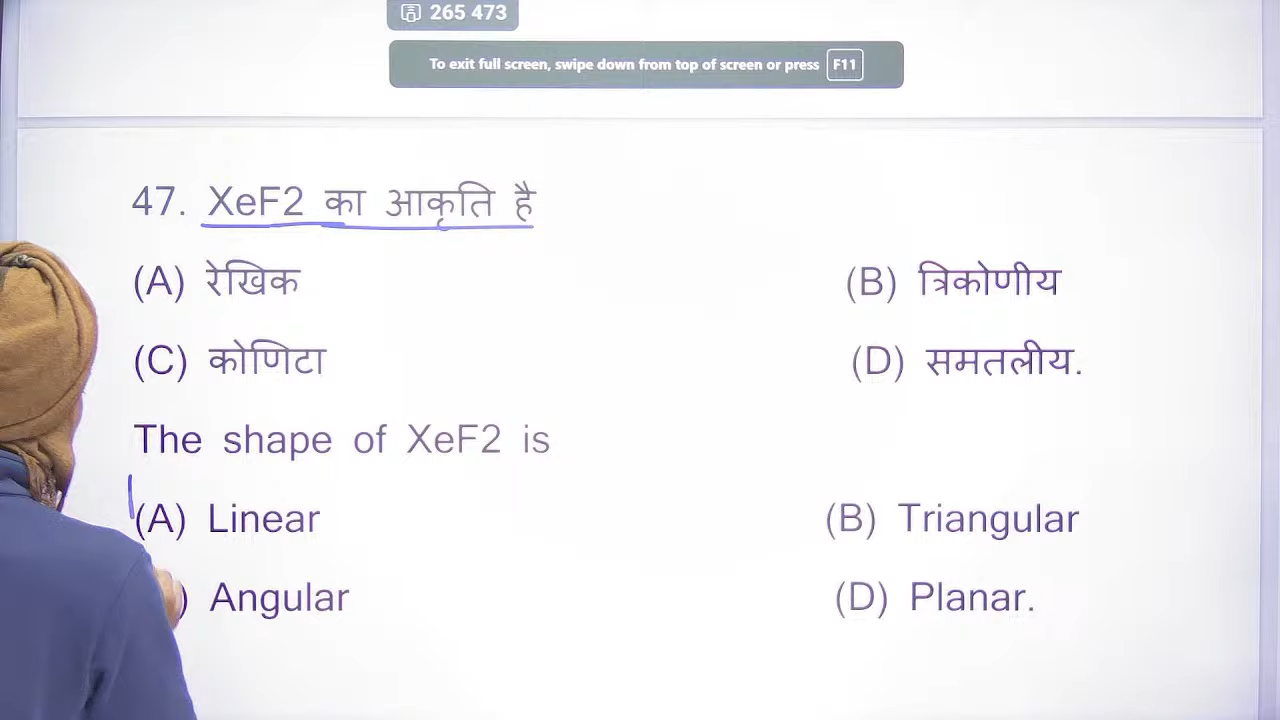 265 473
To exit full screen, swipe down from top of screen or press F11
47. XeF2 का आकृति है
(A) रेखिक (B) त्रिकोणीय
(C) कोणिटा (D) समतलीय.
The shape of XeF2 is
(A) Linear (B) Triangular
) Angular (D) Planar.